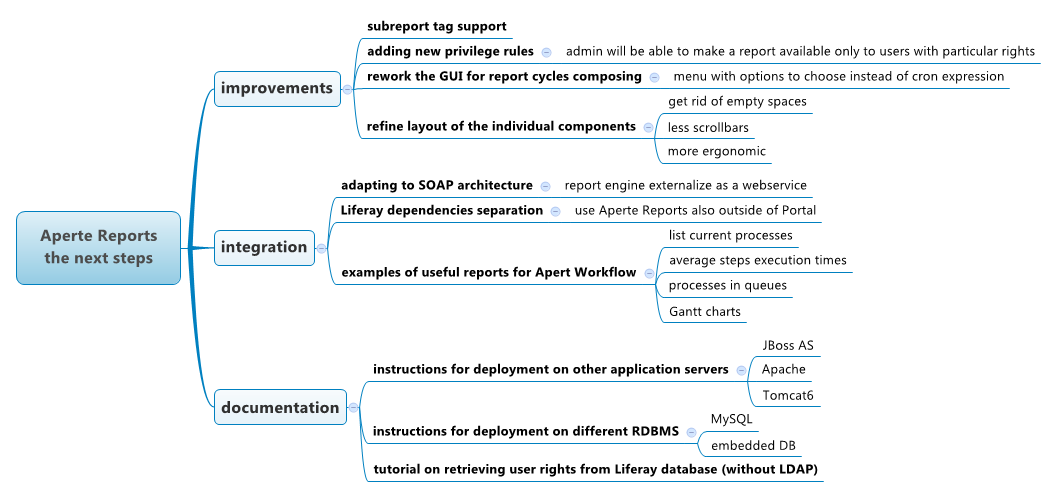 Aperte Reports
the next steps
improvements
subreport tag support
adding new privilege rules
admin will be able to make a report available only to users with particular rights
rework the GUI for report cycles composing
menu with options to choose instead of cron expression
refine layout of the individual components
get rid of empty spaces
less scrollbars
more ergonomic
integration
adapting to SOAP architecture
report engine externalize as a webservice
Liferay dependencies separation
use Aperte Reports also outside of Portal
examples of useful reports for Apert Workflow
list current processes
average steps execution times
processes in queues
Gantt charts
documentation
instructions for deployment on other application servers
JBoss AS
Apache
Tomcat6
instructions for deployment on different RDBMS
MySQL
embedded DB
tutorial on retrieving user rights from Liferay database (without LDAP)